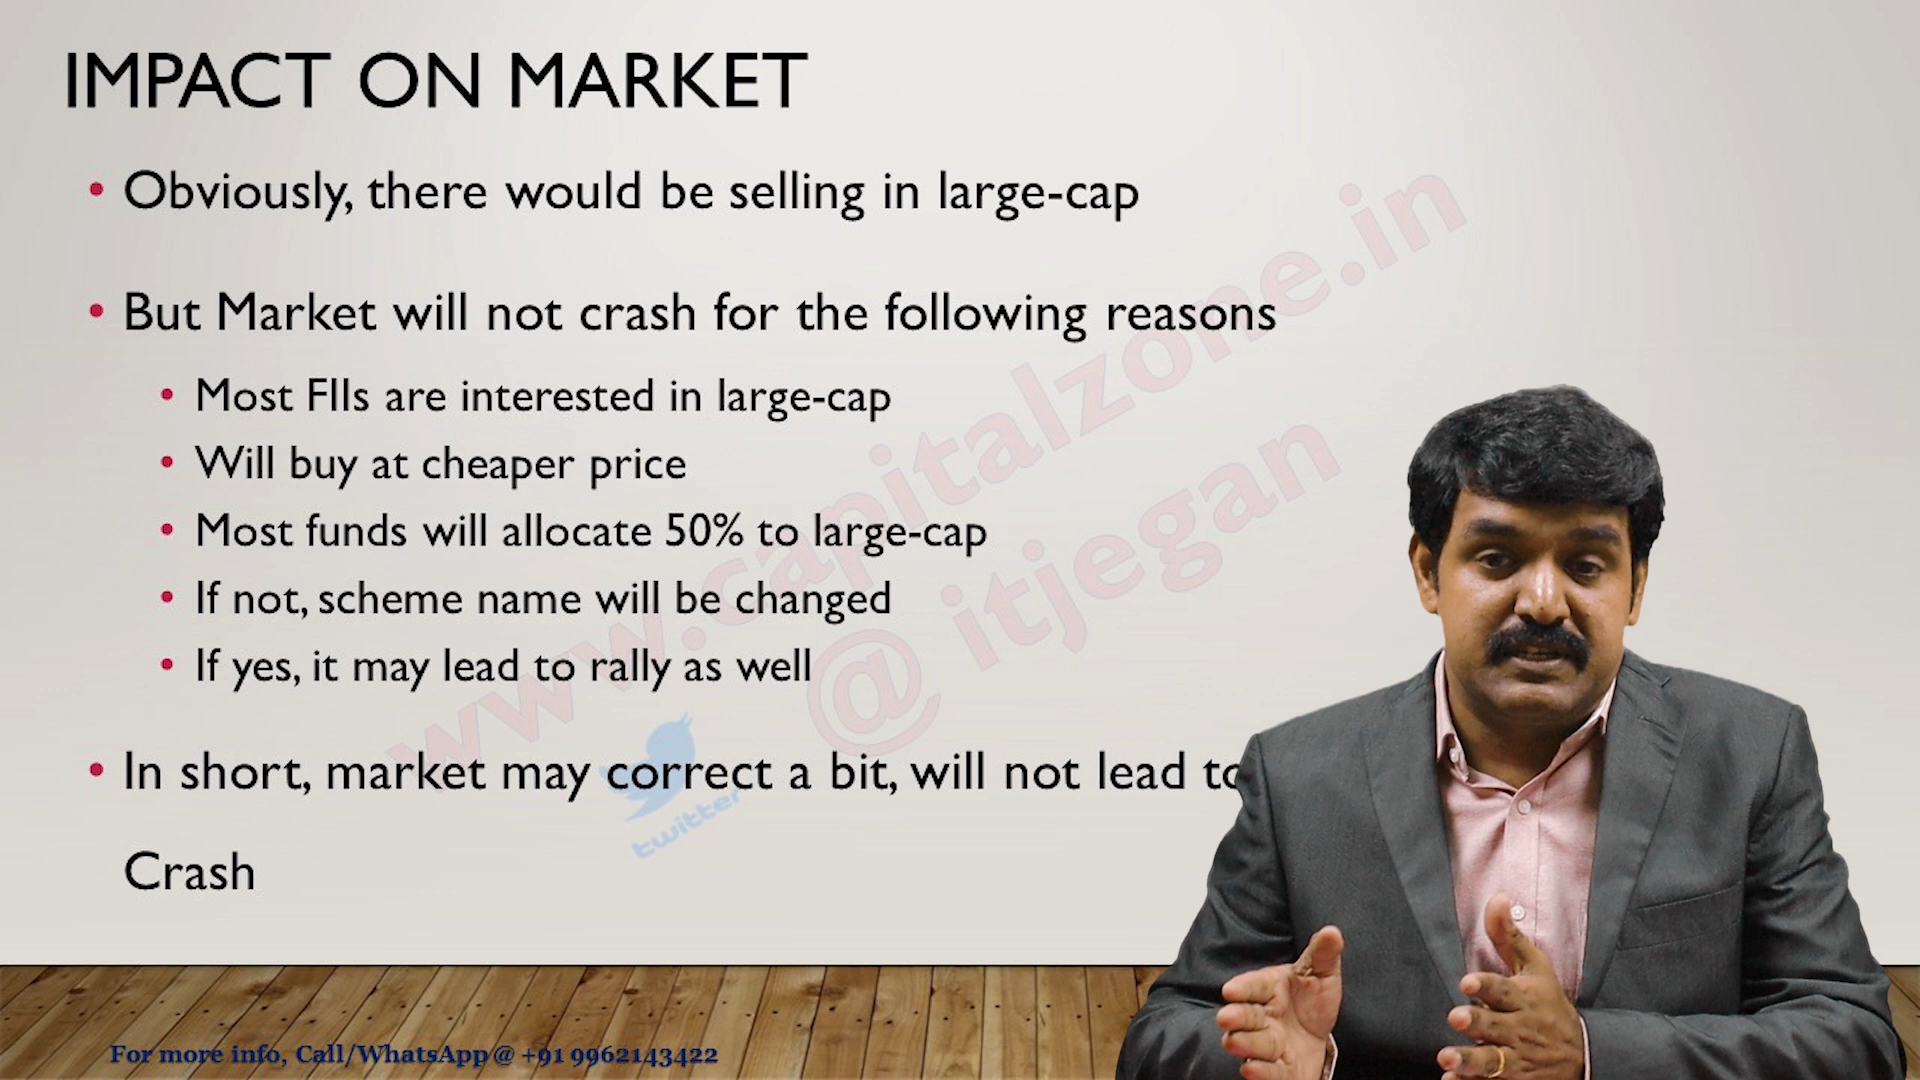 IMPACT ON MARKET
• Obviously, there would be selling in large-cap
• But Market will not crash for the following reasons
• Most FIIs are interested in large-cap
• Will buy at cheaper price
• Most funds will allocate 50% to large-cap
• If not, scheme name will be changed
• If yes, it may lead to rally as well
• In short, market may correct a bit, will not lead to
Crash
www.capitalzone.in
@itjegan
twitter
For more info, Call/WhatsApp @ +91 9962143422